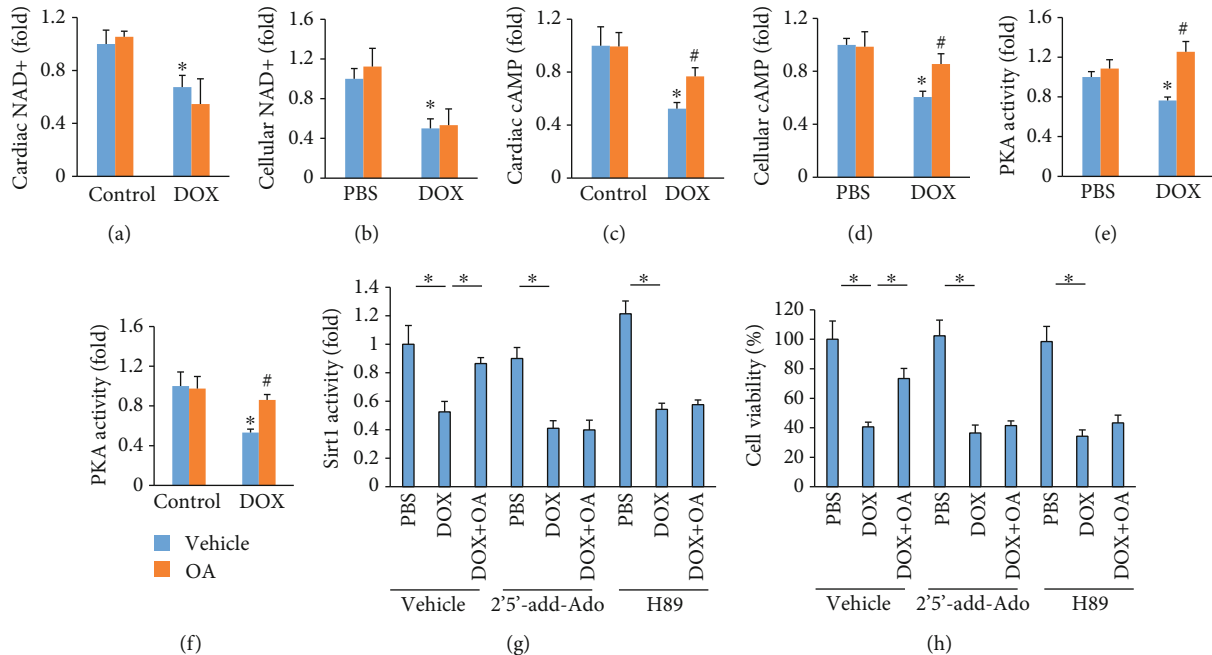 Cardiac NAD+ (fold)
1.2
0.8
0.4
0
*
Control DOX
(a)
Cellular NAD+ (fold)
1.6
1.2
0.8
0.4
0
*
PBS DOX
(b)
Cardiac cAMP (fold)
1.2
0.8
0.4
0
*
#
PBS DOX
(c)
Cellular cAMP (fold)
1.2
0.8
0.4
0
*
#
PBS DOX
(d)
PKA activity (fold)
1.6
1.2
0.8
0.4
0
*
#
PBS DOX
(e)
PKA activity (fold)
1.6
1.2
0.8
0.4
0
*
#
Control DOX
Vehicle
OA
(f)
Sirt1 activity (fold)
1.4
1.2
1
0.8
0.6
0.4
0.2
0
* * * *
PBS DOX DOX+OA PBS DOX DOX+OA PBS DOX DOX+OA
Vehicle 2'5'-add-Ado H89
(g)
Cell viability (%)
120
100
80
60
40
20
0
* * * *
PBS DOX DOX+OA PBS DOX DOX+OA PBS DOX DOX+OA
Vehicle 2'5'-add-Ado H89
(h)